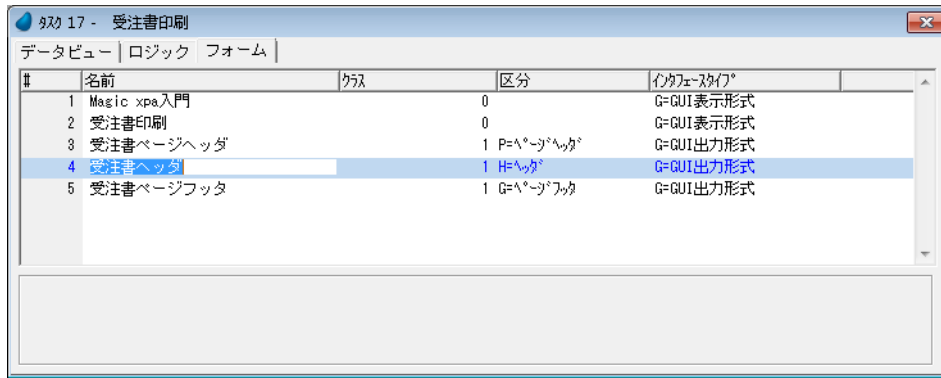 ﾀｽｸ 17 - 受注書印刷
データビュー ロジック フォーム
# 名前 ｸﾗｽ 区分 ｲﾝﾀﾌｪｰｽﾀｲﾌﾟ
1 Magic xpa入門 0 G=GUI表示形式
2 受注書印刷 0 G=GUI表示形式
3 受注書ページヘッダ 1 P=ﾍﾟｰｼﾞﾍｯﾀﾞ G=GUI出力形式
4 受注書ヘッダ 1 H=ﾍｯﾀﾞ G=GUI出力形式
5 受注書ページフッタ 1 G=ﾍﾟｰｼﾞﾌｯﾀ G=GUI出力形式